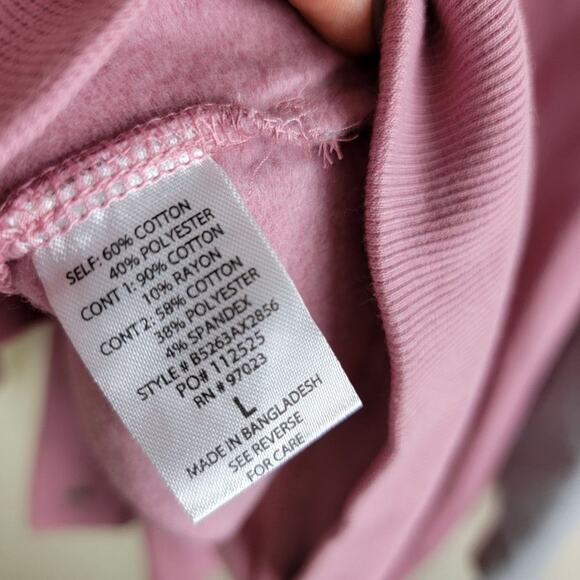 SELF: 60% COTTON
40% POLYESTER
CONT 1: 90% COTTON
10% RAYON
CONT 2: 58% COTTON
38% POLYESTER
4% SPANDEX
STYLE # B5263AX2856
PO# 112525
RN # 97023
L
MADE IN BANGLADESH
SEE REVERSE
FOR CARE